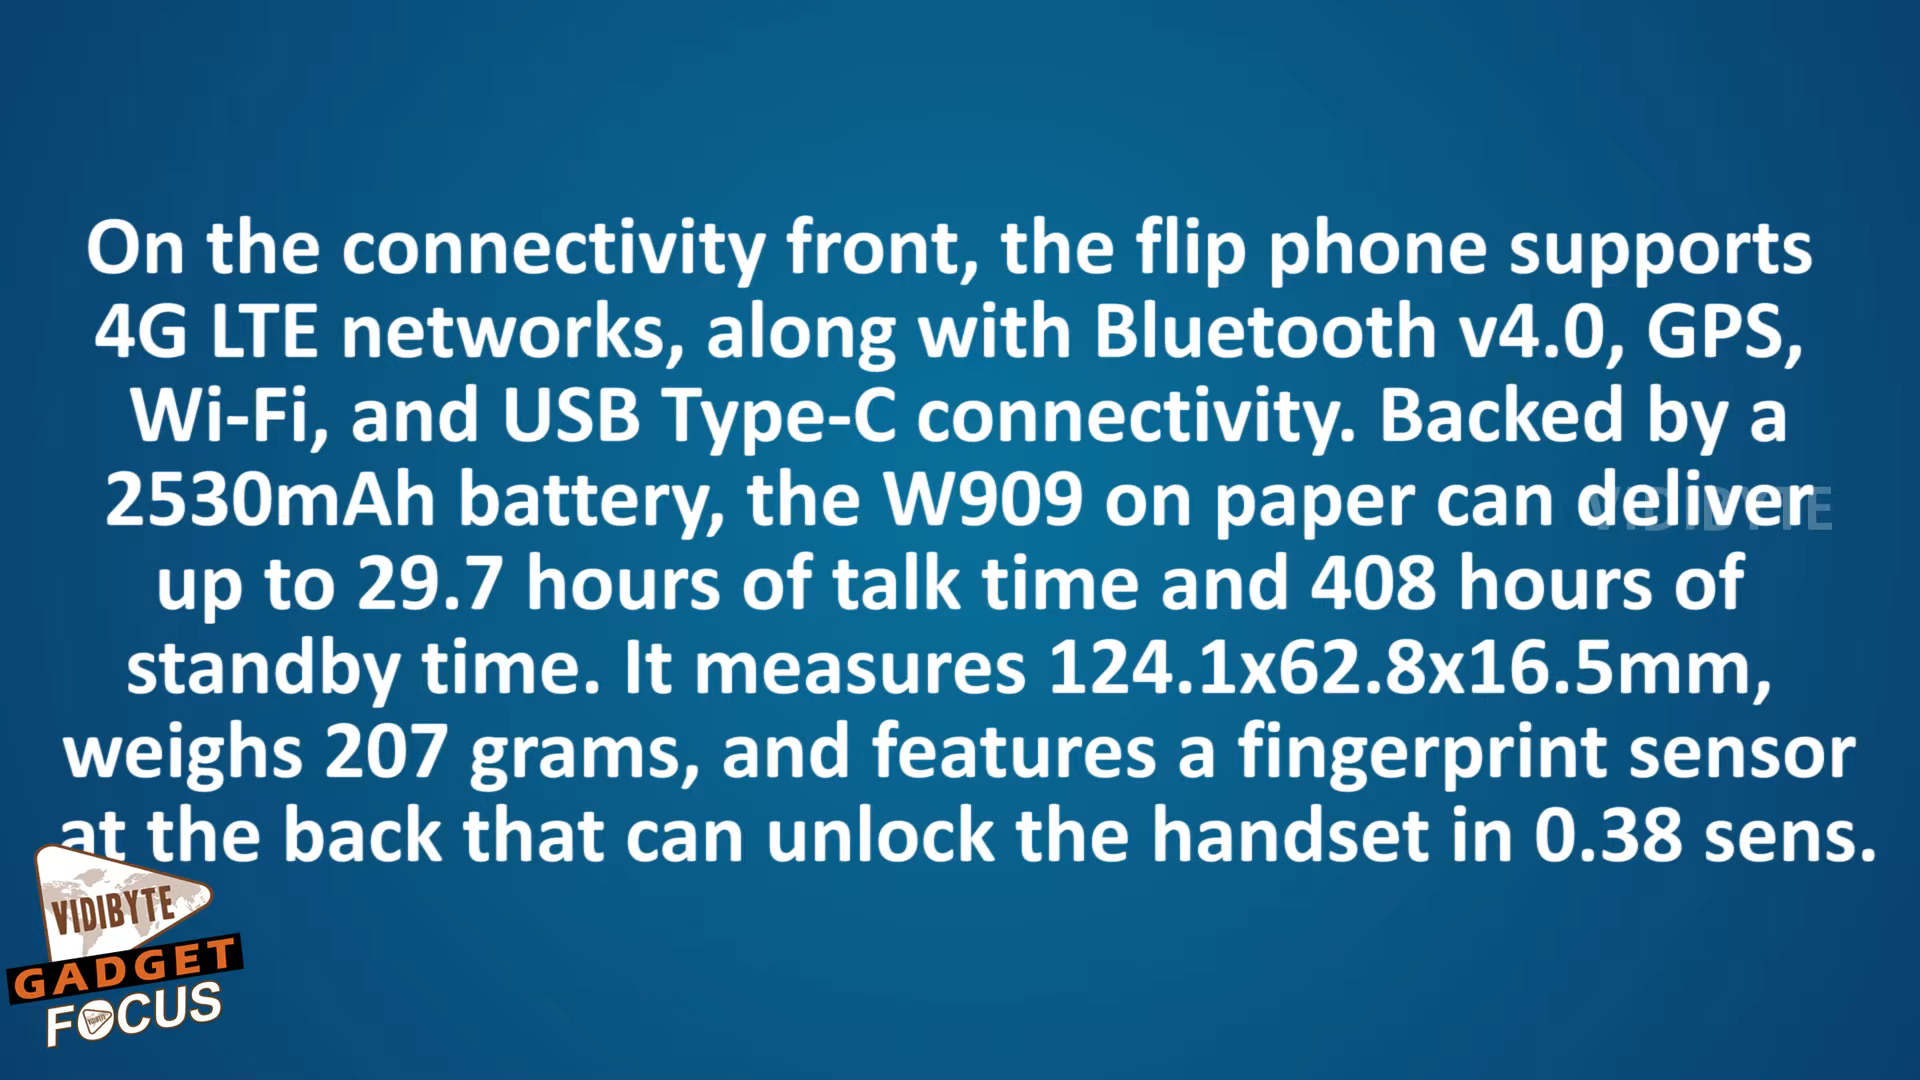 On the connectivity front, the flip phone supports
4G LTE networks, along with Bluetooth v4.0, GPS,
Wi-Fi, and USB Type-C connectivity. Backed by a
2530mAh battery, the W909 on paper can deliver
VIDIBYTE
up to 29.7 hours of talk time and 408 hours of
standby time. It measures 124.1x62.8x16.5mm,
weighs 207 grams, and features a fingerprint sensor
at the back that can unlock the handset in 0.38 sens.
VIDIBYTE
GADGET
FOCUS